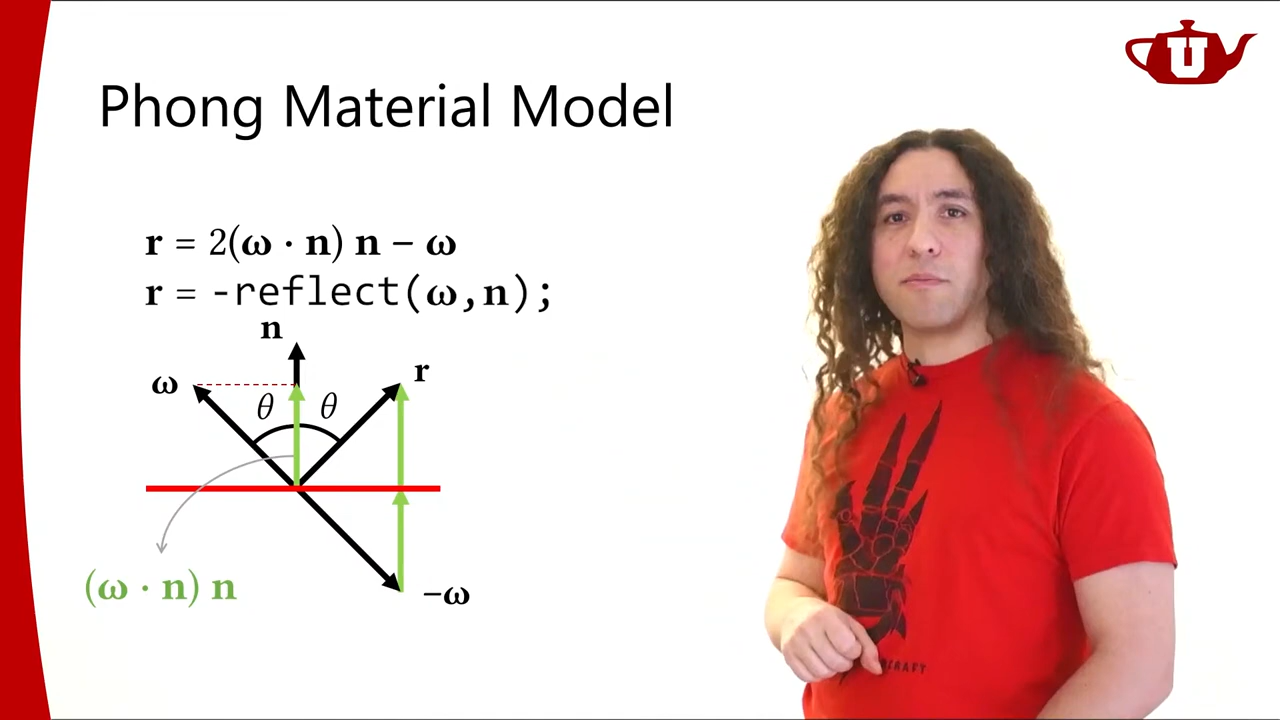 U
Phong Material Model
r = 2(ω · n) n − ω
r = -reflect(ω,n);
n
ω
θ
θ
r
(ω · n) n
−ω